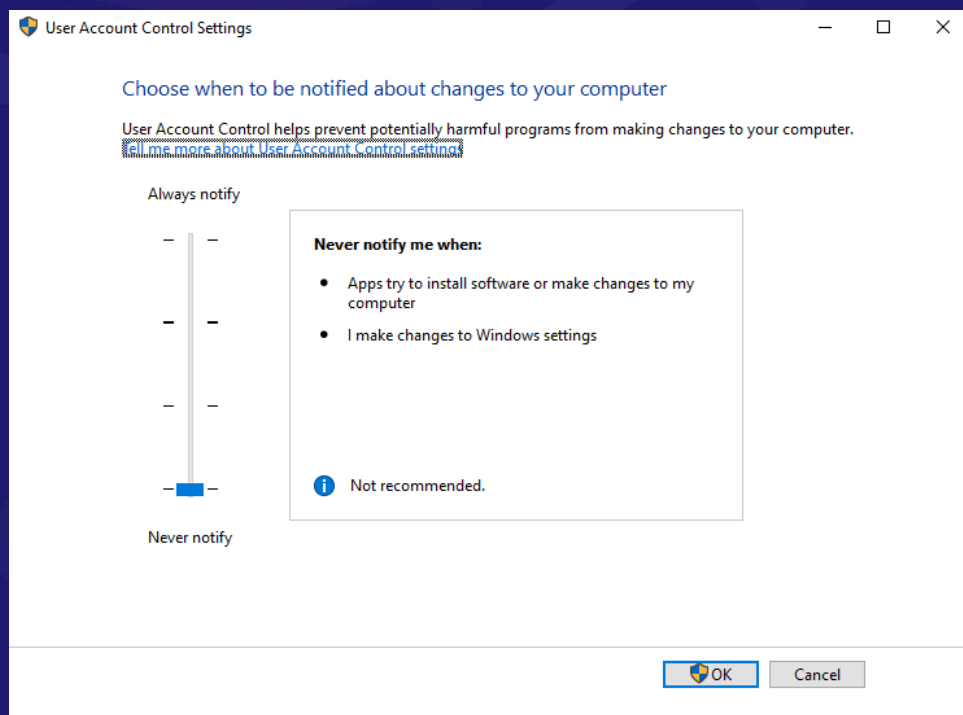 User Account Control Settings
Choose when to be notified about changes to your computer
User Account Control helps prevent potentially harmful programs from making changes to your computer.
Tell me more about User Account Control settings
Always notify
Never notify me when:
Apps try to install software or make changes to my
computer
I make changes to Windows settings
Not recommended.
Never notify
OK
Cancel